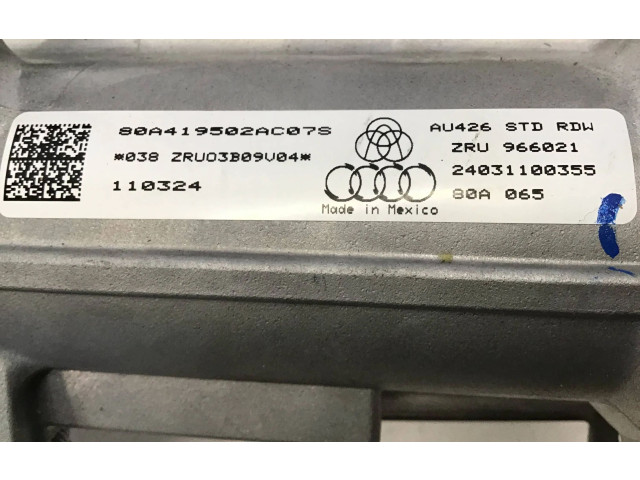 80A419502AC07S
*038 ZRU03B09V04*
110324
Made in Mexico
AU426 STD RDW
ZRU 966021
24031100355
80A 065